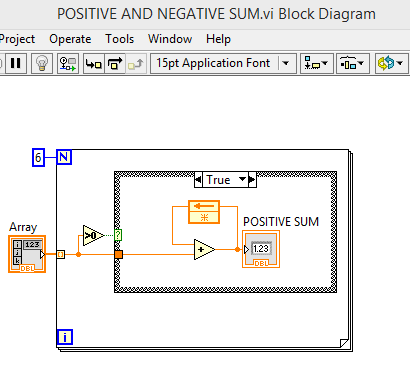 POSITIVE AND NEGATIVE SUM.vi Block Diagram
Project Operate Tools Window Help
15pt Application Font
6 N
True
Array
>0
?
POSITIVE SUM
i 123
j
k
DBL
+
1.23
DBL
i